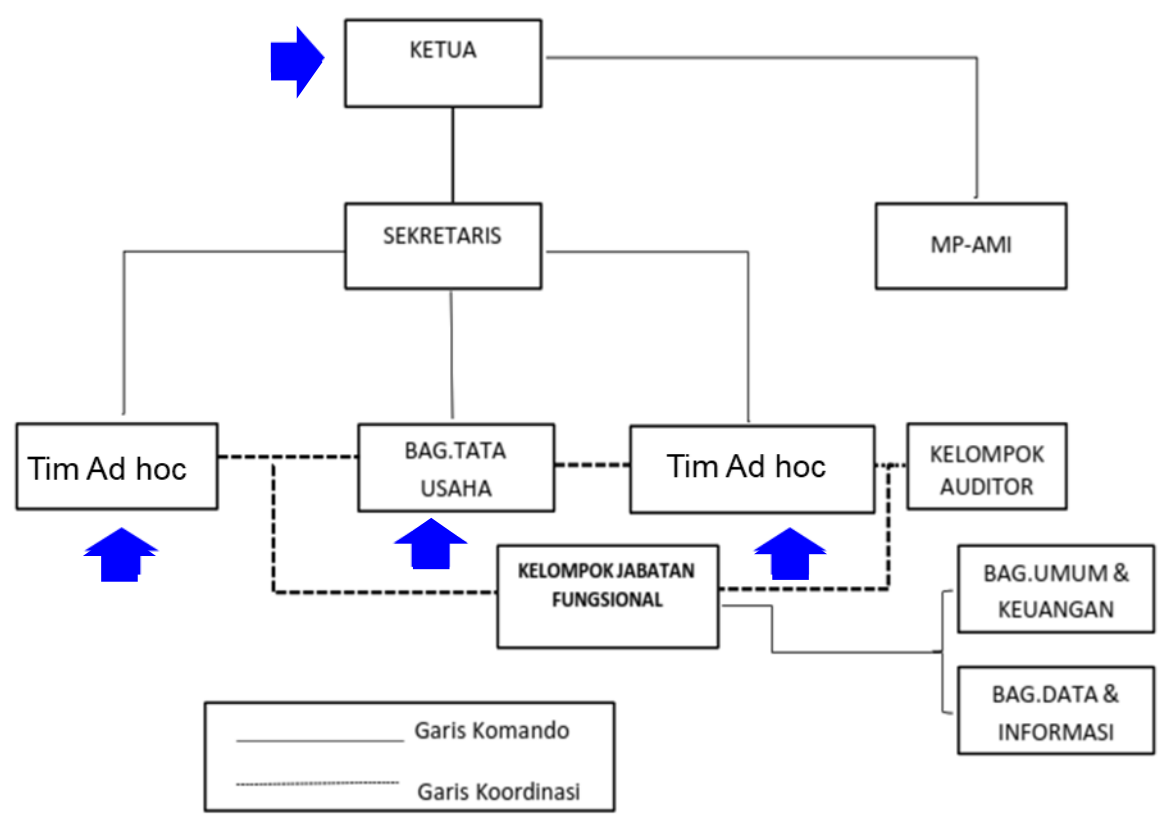 KETUA
SEKRETARIS
MP-AMI
Tim Ad hoc
BAG.TATA
USAHA
Tim Ad hoc
KELOMPOK
AUDITOR
KELOMPOK JABATAN
FUNGSIONAL
BAG.UMUM &
KEUANGAN
BAG.DATA &
INFORMASI
Garis Komando
Garis Koordinasi